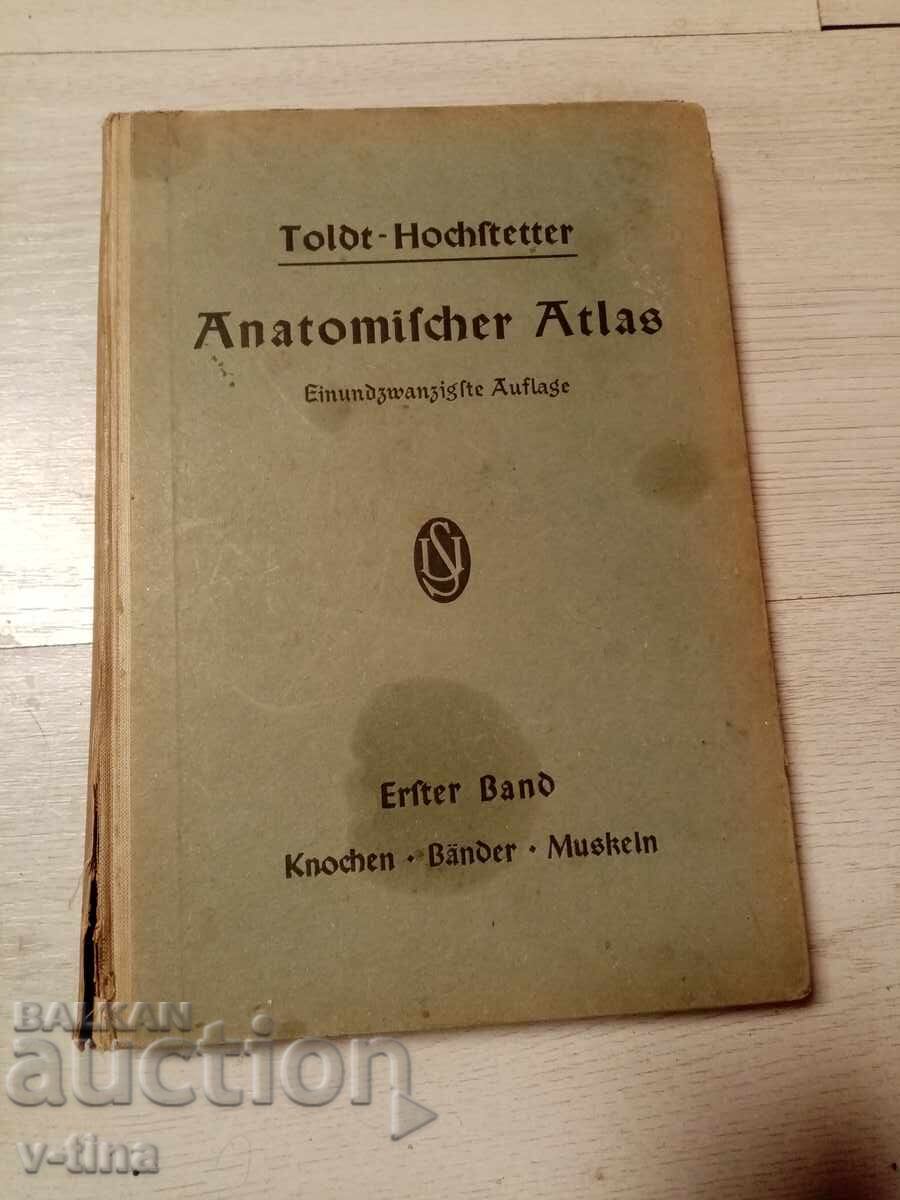 Toldt-Hochſtetter
Anatomiſcher Atlas
Einundzwanzigſte Auflage
Erſter Band
Knochen · Bänder · Muskeln
BALKAN
auction
v-tina